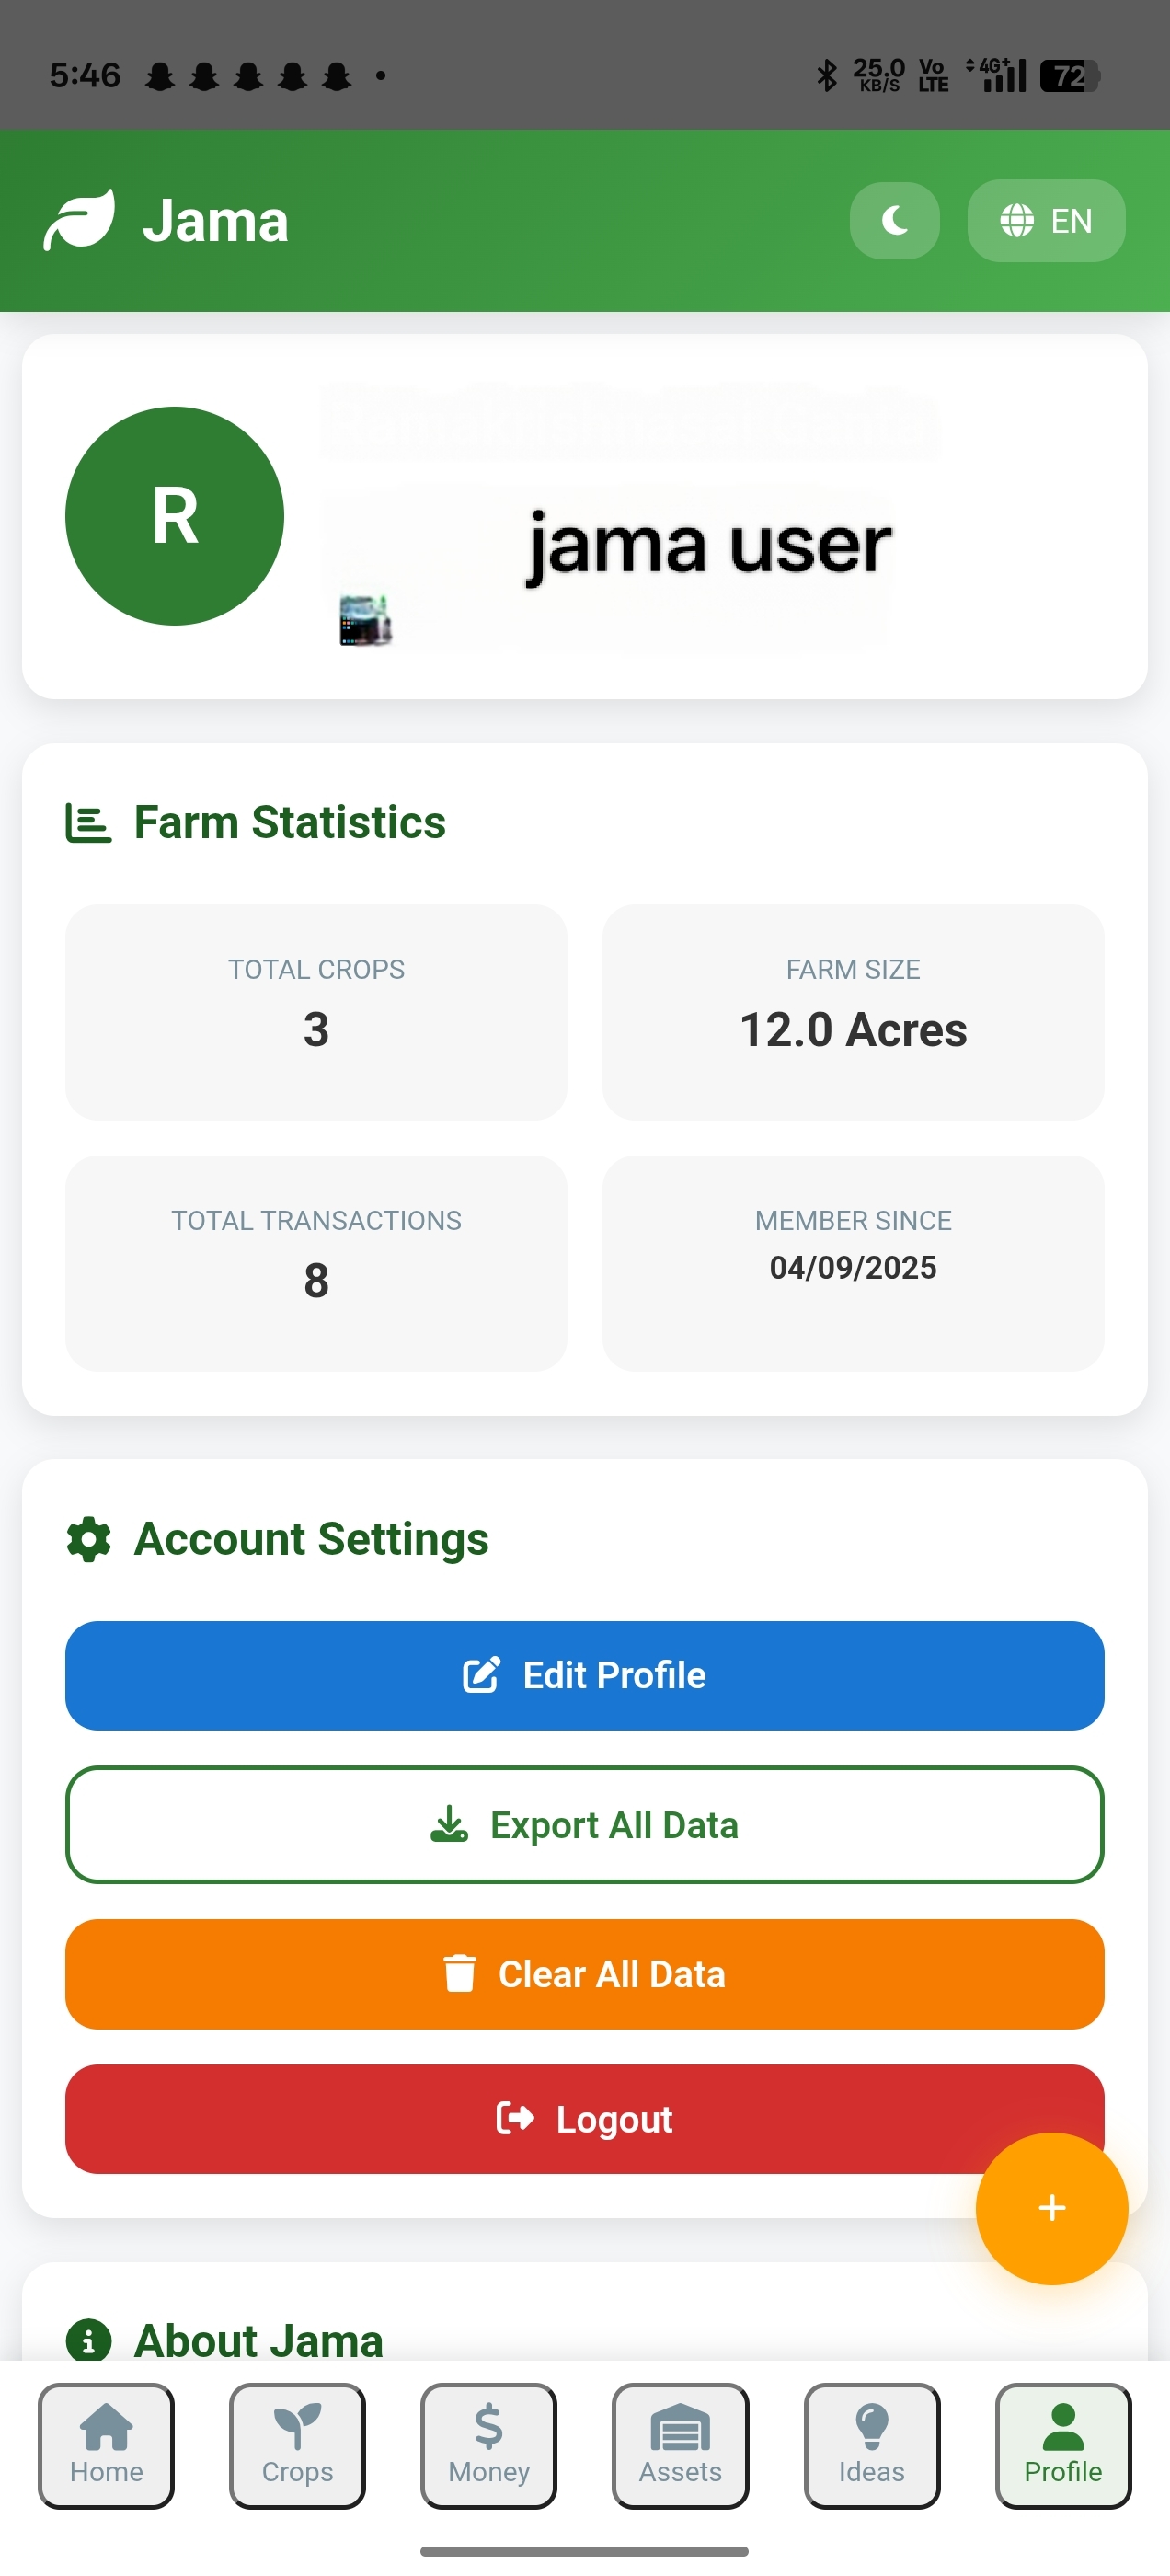 5:46
25.0 KB/S Vo LTE 4G+ 72
Jama
EN
R
jama user
Farm Statistics
TOTAL CROPS
3
FARM SIZE
12.0 Acres
TOTAL TRANSACTIONS
8
MEMBER SINCE
04/09/2025
Account Settings
Edit Profile
Export All Data
Clear All Data
Logout
+
About Jama
Home Crops Money Assets Ideas Profile